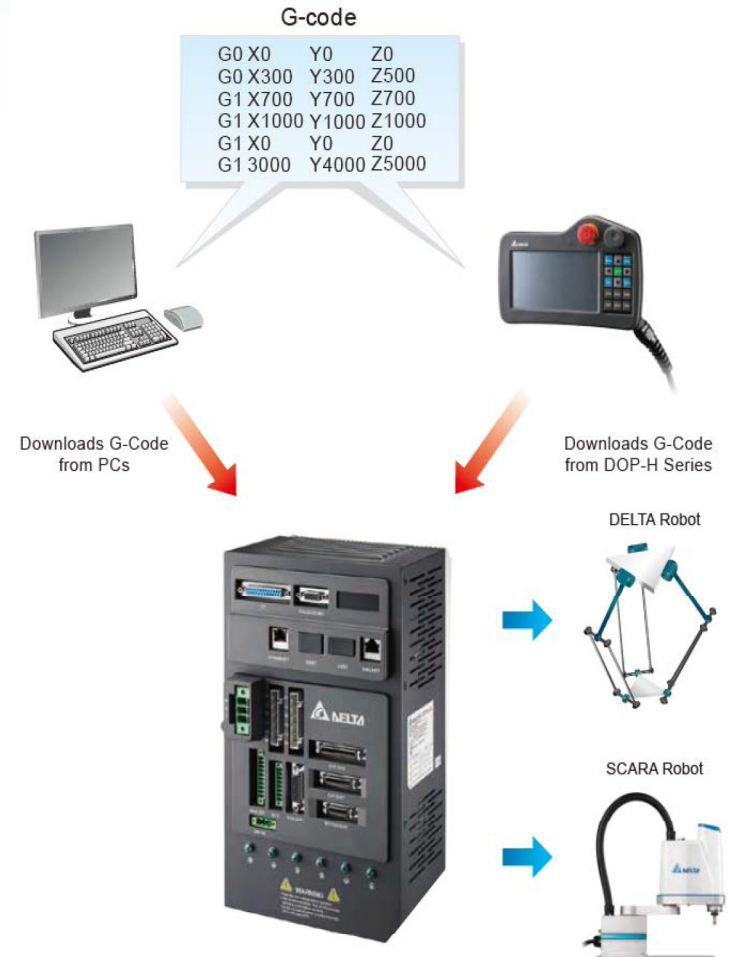 G-code
G0 X0 Y0 Z0
G0 X300 Y300 Z500
G1 X700 Y700 Z700
G1 X1000 Y1000 Z1000
G1 X0 Y0 Z0
G1 3000 Y4000 Z5000
Downloads G-Code
from PCs
Downloads G-Code
from DOP-H Series
DELTA Robot
DELTA
SCARA Robot
DELTA
WARNING